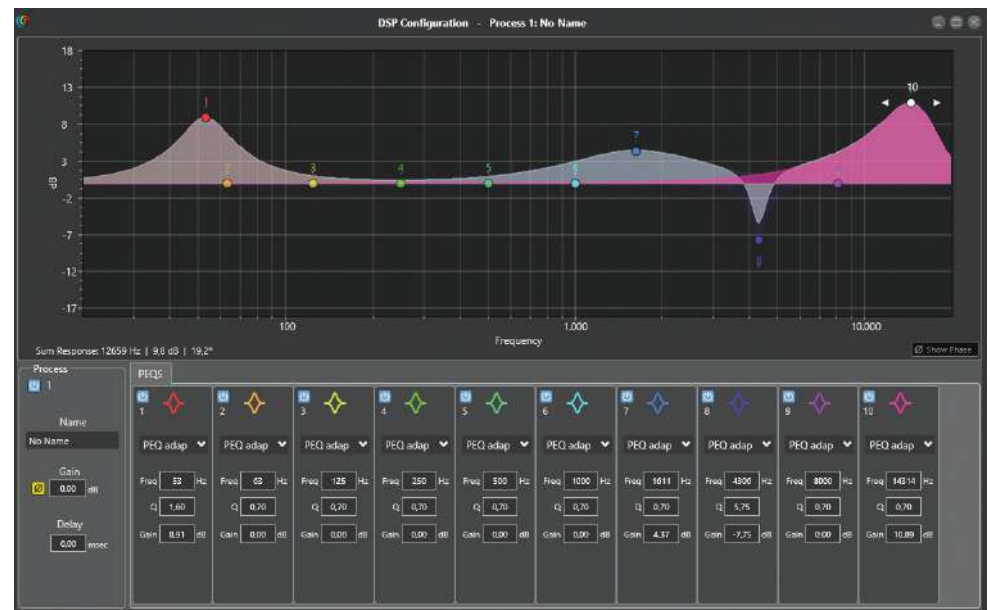 DSP Configuration - Process 1: No Name
18
13
8
3
-2
-7
-12
-17
dB
1
2
3
4
5
6
7
8
9
10
100
1.000
10.000
Frequency
Sum Response: 12659 Hz | 9,8 dB | 19,2°
Ø Show Phase
Process
1
Name
No Name
Gain
Ø 0.00 dB
Delay
0,00 msec
PEQS
1 2 3 4 5 6 7 8 9 10
PEQ adap PEQ adap PEQ adap PEQ adap PEQ adap PEQ adap PEQ adap PEQ adap PEQ adap PEQ adap
Freq 53 Hz Freq 63 Hz Freq 125 Hz Freq 250 Hz Freq 500 Hz Freq 1000 Hz Freq 1611 Hz Freq 4300 Hz Freq 8000 Hz Freq 14314 Hz
Q 1,60 Q 0,70 Q 0,70 Q 0,70 Q 0,70 Q 0,70 Q 0,70 Q 5,75 Q 0,70 Q 0,70
Gain 8.91 dB Gain 0.00 dB Gain 0,00 dB Gain 0,00 dB Gain 0,00 dB Gain 0,00 dB Gain 4.37 dB Gain -7,75 dB Gain 0:00 dB Gain 10.89 dB